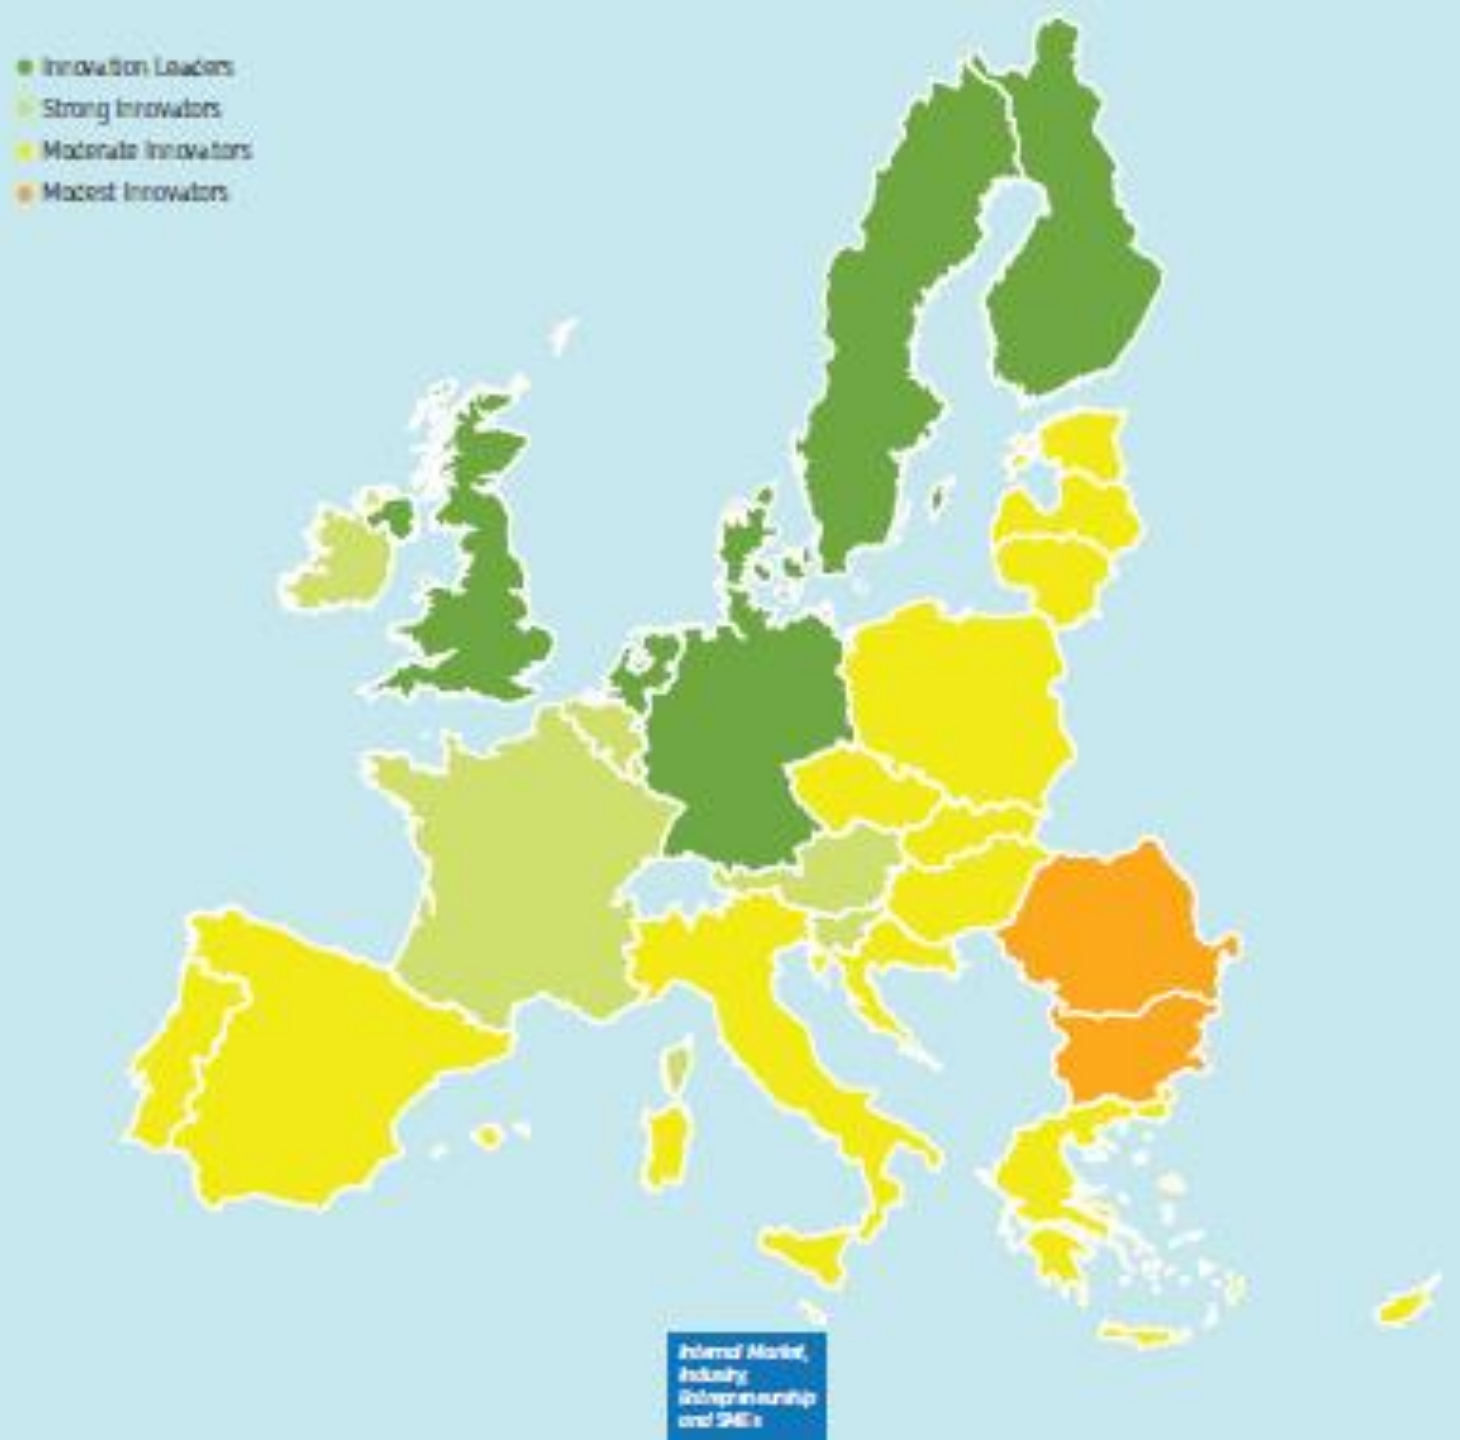 Innovation Leaders
Strong Innovators
Moderate Innovators
Modest Innovators
Internal Market,
Industry,
Entrepreneurship
and SMEs